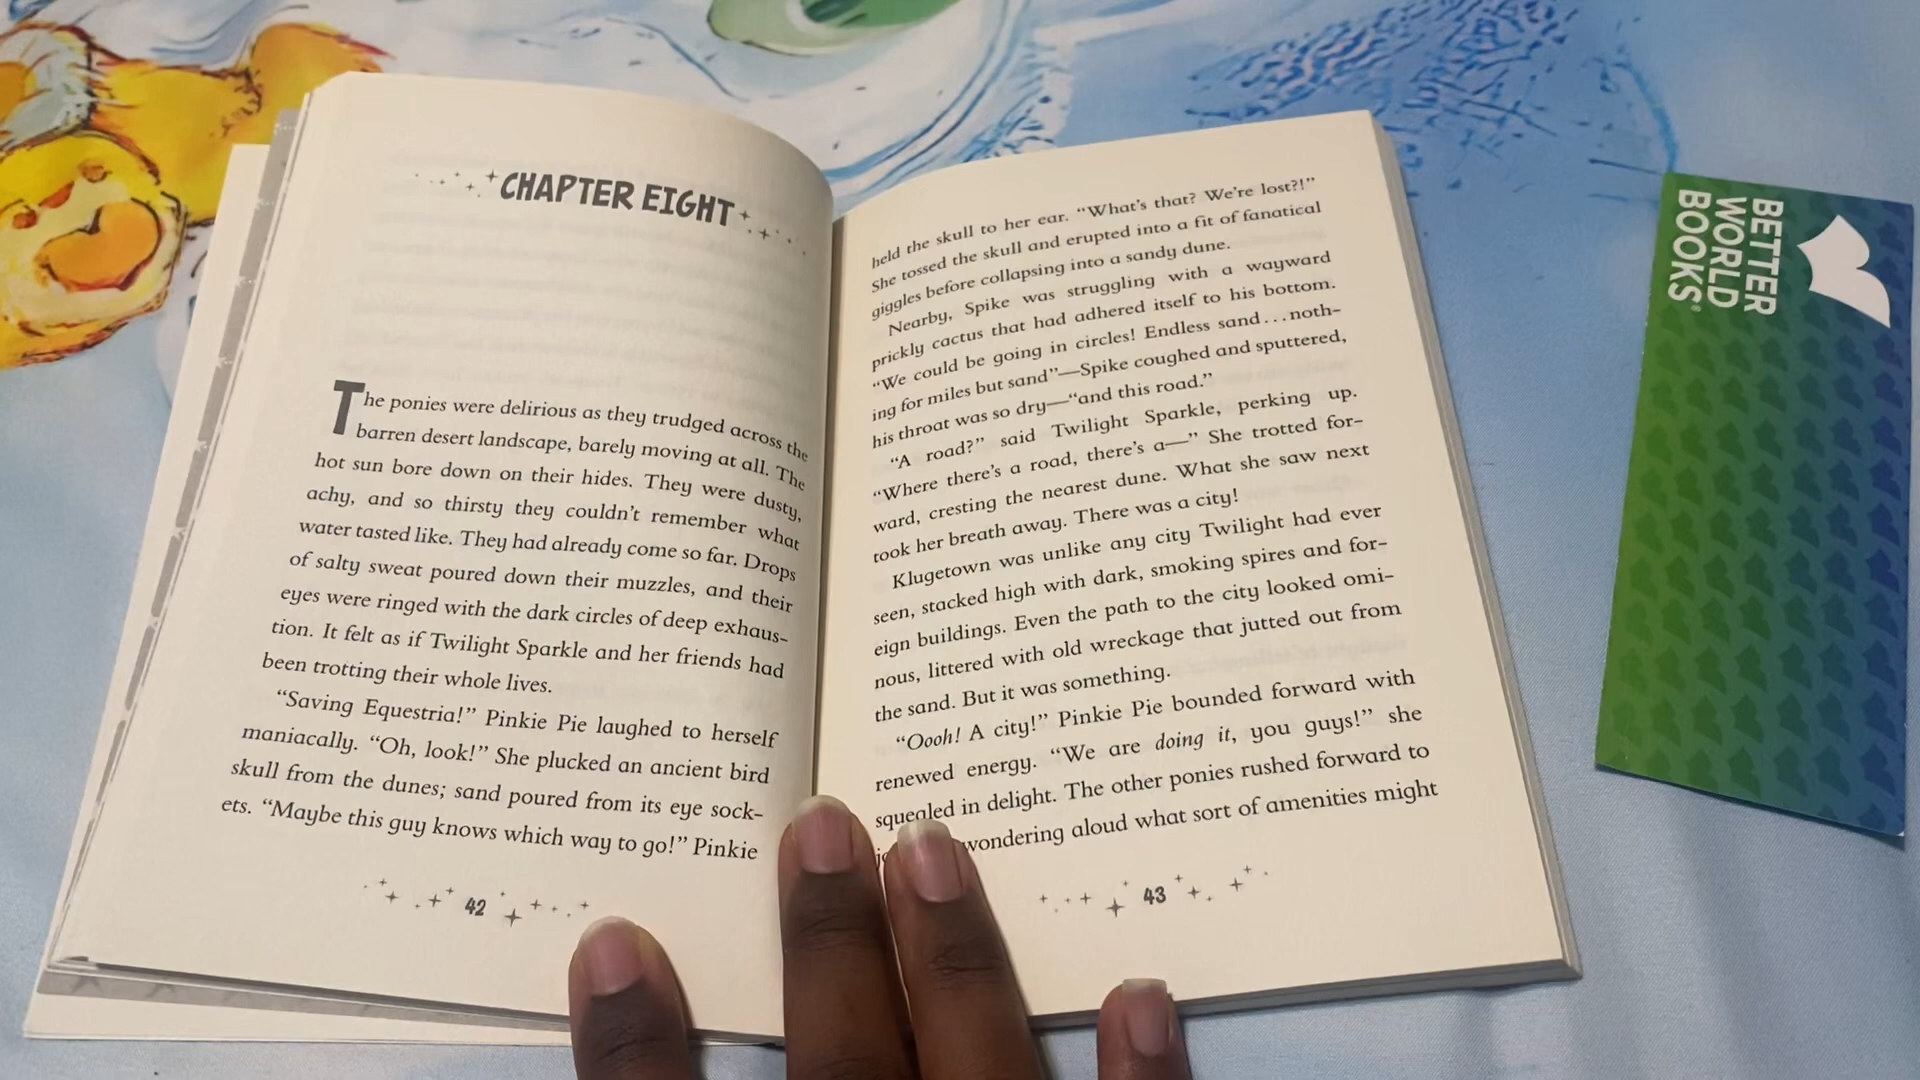 CHAPTER EIGHT
The ponies were delirious as they trudged across the
barren desert landscape, barely moving at all. The
hot sun bore down on their hides. They were dusty,
achy, and so thirsty they couldn't remember what
water tasted like. They had already come so far. Drops
of salty sweat poured down their muzzles, and their
eyes were ringed with the dark circles of deep exhaus-
tion. It felt as if Twilight Sparkle and her friends had
been trotting their whole lives.
"Saving Equestria!" Pinkie Pie laughed to herself
maniacally. "Oh, look!" She plucked an ancient bird
skull from the dunes; sand poured from its eye sock-
ets. "Maybe this guy knows which way to go!" Pinkie
42
held the skull to her ear. "What's that? We're lost?!"
She tossed the skull and erupted into a fit of fanatical
giggles before collapsing into a sandy dune.
Nearby, Spike was struggling with a wayward
prickly cactus that had adhered itself to his bottom.
"We could be going in circles! Endless sand...noth-
ing for miles but sand"—Spike coughed and sputtered,
his throat was so dry—"and this road."
"A road?" said Twilight Sparkle, perking up.
"Where there's a road, there's a—" She trotted for-
ward, cresting the nearest dune. What she saw next
took her breath away. There was a city!
Klugetown was unlike any city Twilight had ever
seen, stacked high with dark, smoking spires and for-
eign buildings. Even the path to the city looked omi-
nous, littered with old wreckage that jutted out from
the sand. But it was something.
"Oooh! A city!" Pinkie Pie bounded forward with
renewed energy. "We are doing it, you guys!" she
squealed in delight. The other ponies rushed forward to
wondering aloud what sort of amenities might
43
BETTER
WORLD
BOOKS®